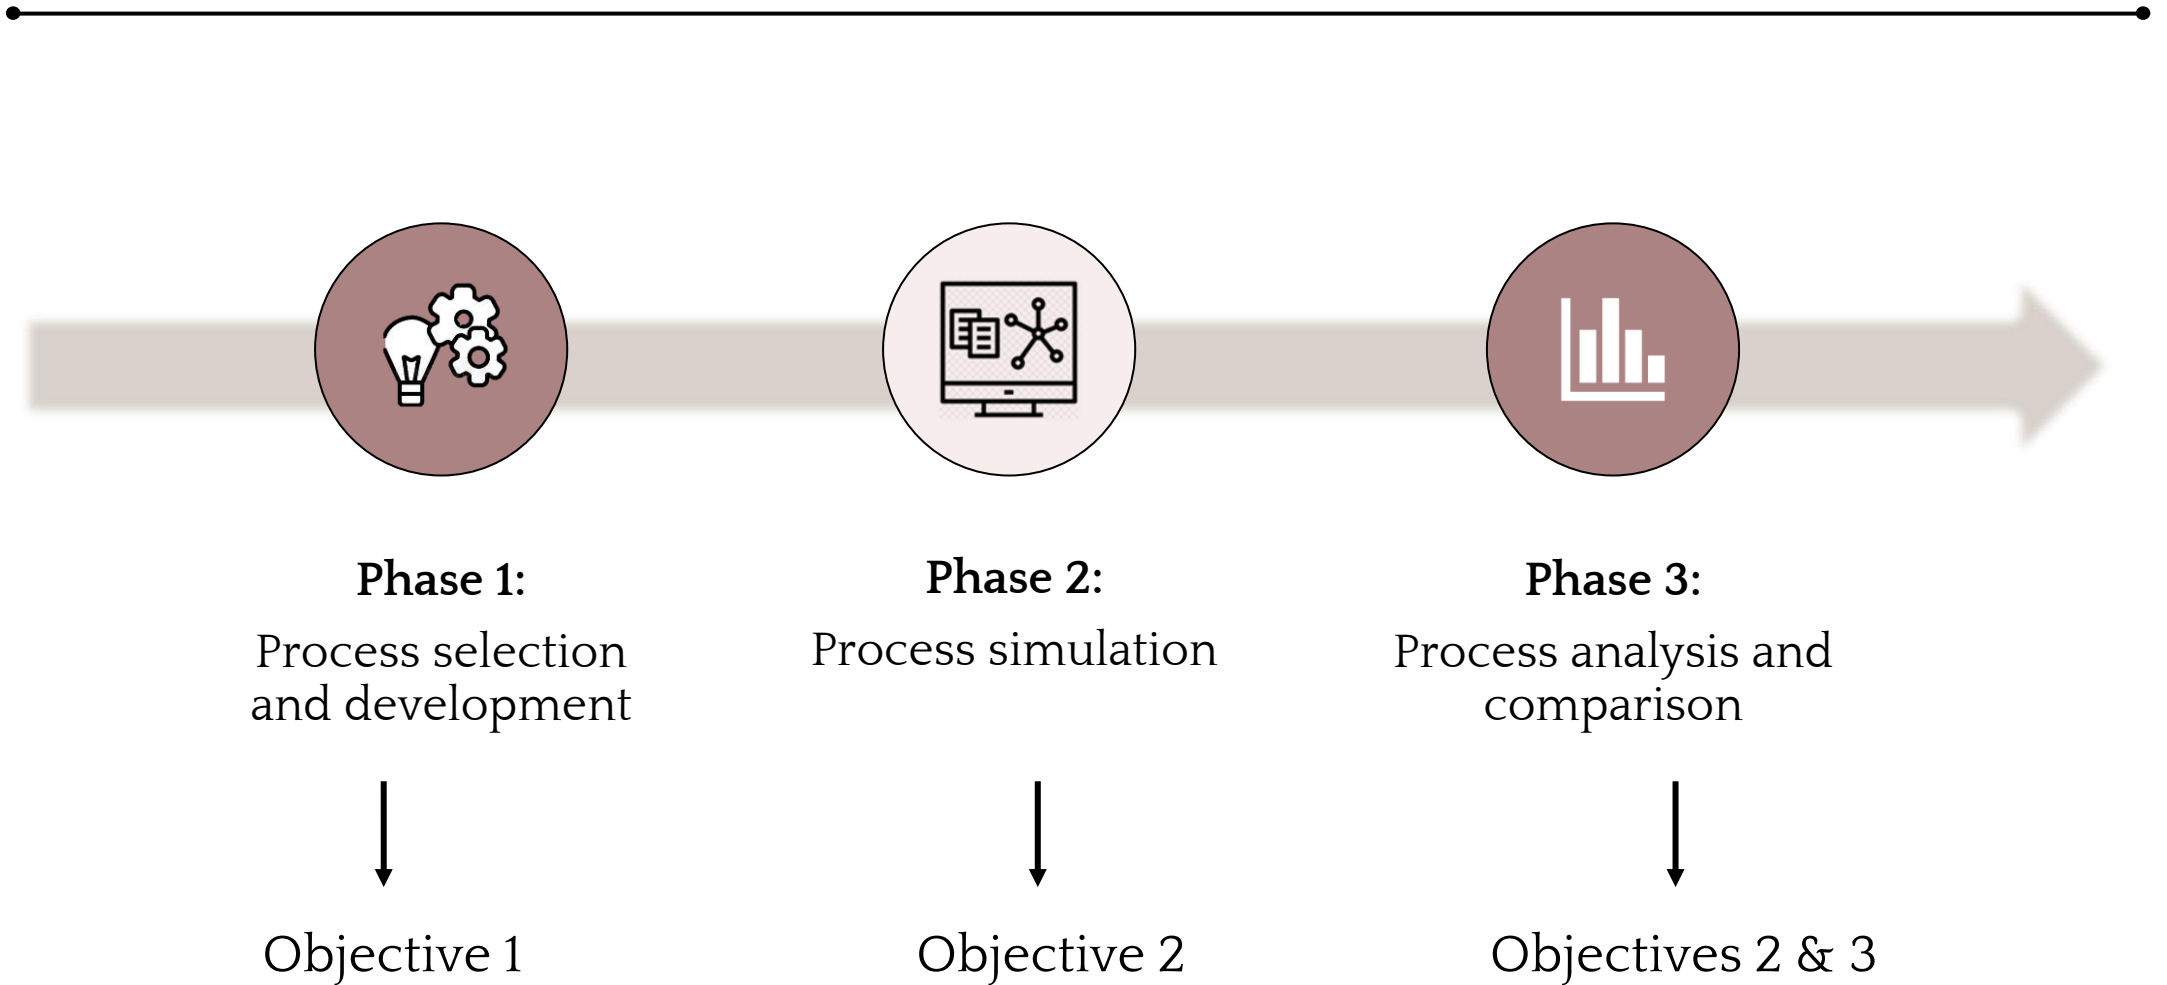 Phase 1:
Process selection
and development
Objective 1
Phase 2:
Process simulation
Objective 2
Phase 3:
Process analysis and
comparison
Objectives 2 & 3